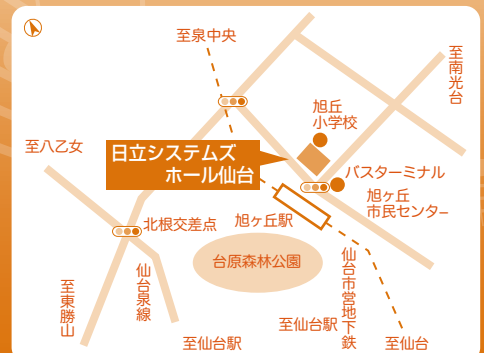 至泉中央
至南光台
旭丘
小学校
至八乙女
日立システムズ
ホール仙台
バスターミナル
旭ヶ丘
市民センター
北根交差点
旭ヶ丘駅
台原森林公園
仙台市営地下鉄
仙台泉線
至東勝山
至仙台駅
至仙台駅
至仙台